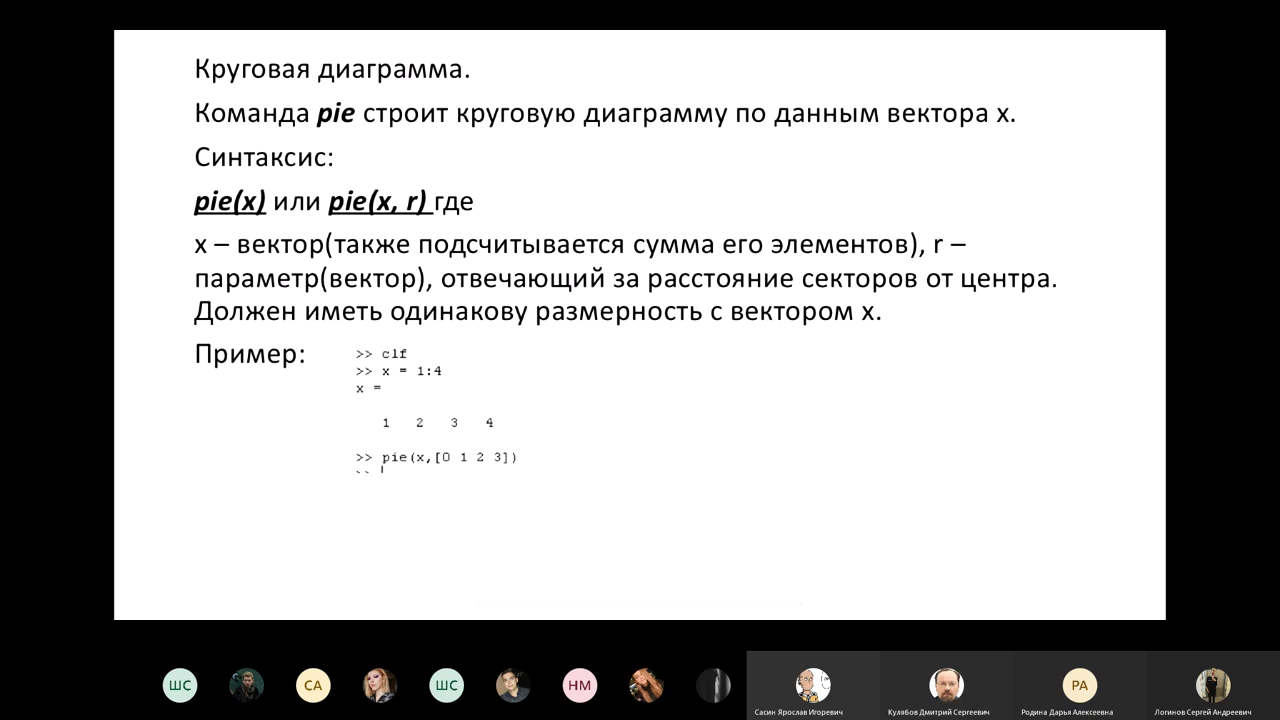 Круговая диаграмма.
Команда pie строит круговую диаграмму по данным вектора x.
Синтаксис:
pie(x) или pie(x, r) где
x – вектор(также подсчитывается сумма его элементов), r –
параметр(вектор), отвечающий за расстояние секторов от центра.
Должен иметь одинакову размерность с вектором x.
Пример:
>> clf
>> x = 1:4
x =
1 2 3 4
>> pie(x,[0 1 2 3])
>>
ШС СА ШС НМ РА
Сасин Ярослав Игоревич Кулябов Дмитрий Сергеевич Родина Дарья Алексеевна Логинов Сергей Андреевич